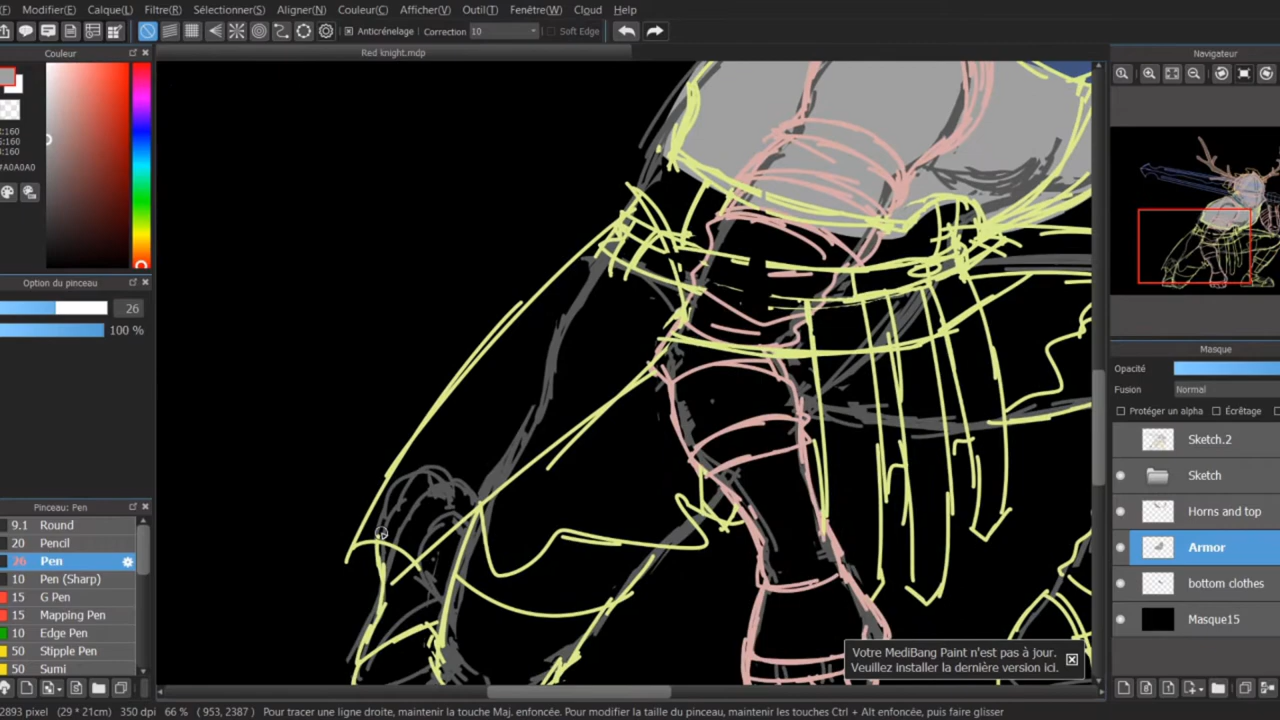 (F) Modifier(E) Calque(L) Filtre(R) Sélectionner(S) Aligner(N) Couleur(C) Afficher(V) Outil(T) Fenêtre(W) Cloud Help
Anticrénelage Correction 10 Soft Edge
Red knight.mdp
Couleur
:160
:160
:160
#A0A0A0
Option du pinceau
26
100 %
Pinceau: Pen
9.1 Round
20 Pencil
26 Pen
10 Pen (Sharp)
15 G Pen
15 Mapping Pen
10 Edge Pen
50 Stipple Pen
50 Sumi
Navigateur
Masque
Opacité
Fusion Normal
Protéger un alpha Écrêtage
Sketch.2
Sketch
Horns and top
Armor
bottom clothes
Masque15
Votre MediBang Paint n'est pas à jour.
Veuillez installer la dernière version ici.
2893 pixel (29 * 21cm) 350 dpi 66 % ( 953, 2387 ) Pour tracer une ligne droite, maintenir la touche Maj. enfoncée. Pour modifier la taille du pinceau, maintenir les touches Ctrl + Alt enfoncée, puis faire glisser